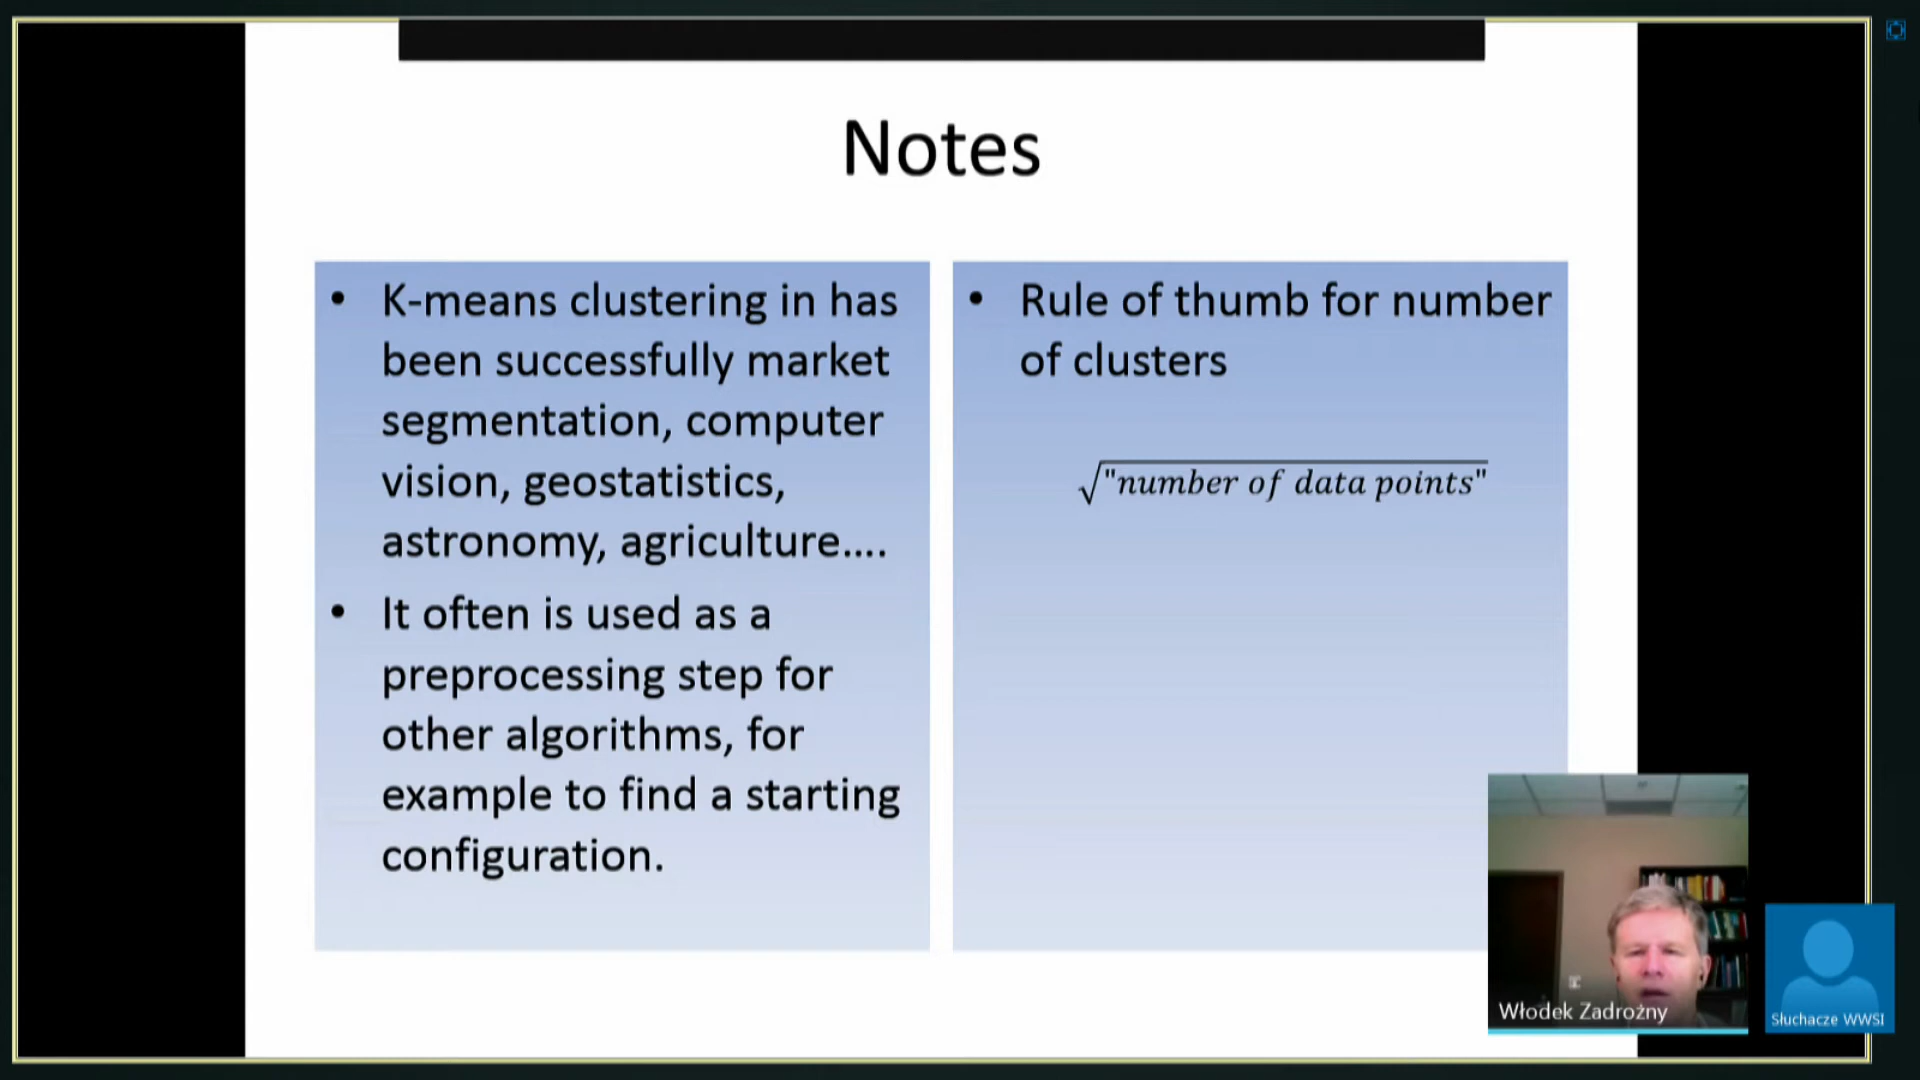 Notes
• K-means clustering in has
been successfully market
segmentation, computer
vision, geostatistics,
astronomy, agriculture....
• It often is used as a
preprocessing step for
other algorithms, for
example to find a starting
configuration.
• Rule of thumb for number
of clusters
√"number of data points"
Włodek Zadrożny
Słuchacze WWSI